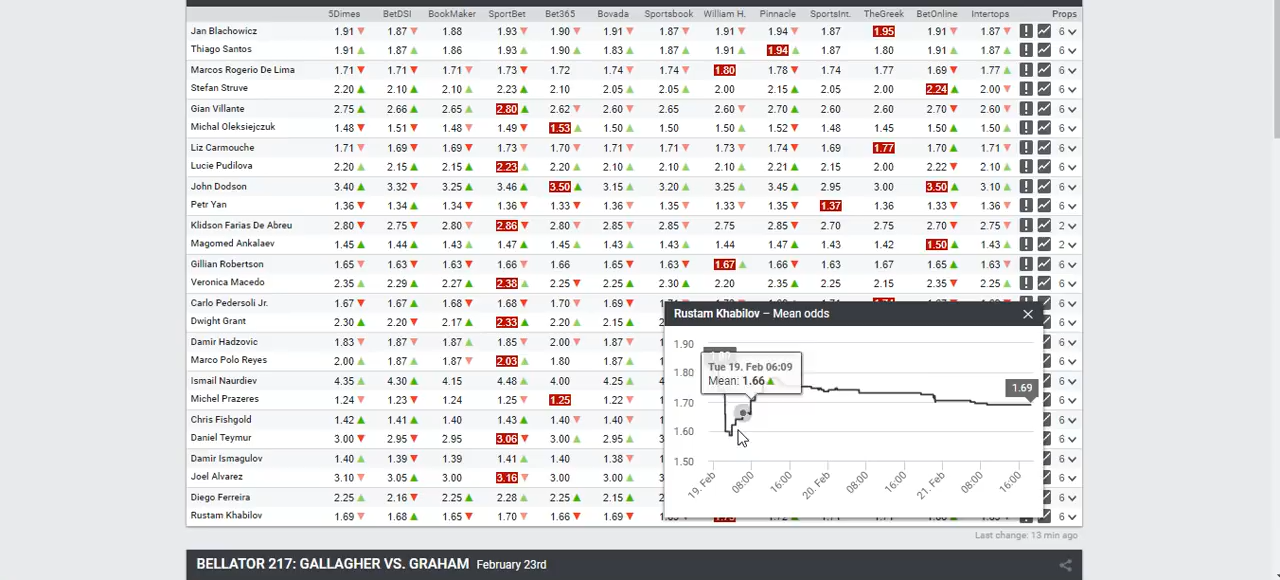 5Dimes BetDSI BookMaker SportBet Bet365 Bovada Sportsbook William H. Pinnacle SportsInt. TheGreek BetOnline Intertops Props
Jan Blachowicz 1.91 1.87 1.88 1.93 1.90 1.91 1.87 1.91 1.94 1.87 1.95 1.91 1.87 6
Thiago Santos 1.91 1.87 1.86 1.93 1.90 1.83 1.87 1.91 1.94 1.87 1.80 1.91 1.87 6
Marcos Rogerio De Lima 1.71 1.71 1.71 1.73 1.72 1.74 1.74 1.80 1.78 1.74 1.77 1.69 1.77 6
Stefan Struve 2.20 2.10 2.10 2.23 2.10 2.05 2.05 2.00 2.15 2.05 2.00 2.24 2.00 6
Gian Villante 2.75 2.66 2.65 2.80 2.62 2.60 2.65 2.60 2.70 2.60 2.60 2.70 2.60 6
Michal Oleksiejczuk 1.48 1.51 1.48 1.49 1.53 1.50 1.50 1.50 1.52 1.48 1.45 1.50 1.50 6
Liz Carmouche 1.71 1.69 1.69 1.73 1.70 1.71 1.71 1.73 1.74 1.69 1.77 1.70 1.71 6
Lucie Pudilova 2.20 2.15 2.15 2.23 2.20 2.10 2.10 2.10 2.21 2.15 2.00 2.22 2.10 6
John Dodson 3.40 3.32 3.25 3.46 3.50 3.15 3.20 3.25 3.45 2.95 3.00 3.50 3.10 6
Petr Yan 1.36 1.34 1.34 1.36 1.33 1.36 1.35 1.33 1.35 1.37 1.36 1.33 1.36 6
Klidson Farias De Abreu 2.80 2.75 2.80 2.86 2.80 2.85 2.85 2.75 2.85 2.70 2.75 2.70 2.75 2
Magomed Ankalaev 1.45 1.44 1.43 1.47 1.45 1.43 1.43 1.44 1.47 1.43 1.42 1.50 1.43 2
Gillian Robertson 1.65 1.63 1.63 1.66 1.66 1.65 1.63 1.67 1.66 1.63 1.67 1.65 1.63 6
Veronica Macedo 2.35 2.29 2.27 2.38 2.25 2.25 2.30 2.20 2.35 2.25 2.15 2.35 2.25 6
Carlo Pedersoli Jr. 1.67 1.67 1.68 1.68 1.70 1.69 6
Dwight Grant 2.30 2.20 2.17 2.33 2.20 2.15 6
Damir Hadzovic 1.83 1.87 1.87 1.85 2.00 1.87 6
Marco Polo Reyes 2.00 1.87 1.87 2.03 1.80 1.87 6
Ismail Naurdiev 4.35 4.30 4.15 4.48 4.00 4.25 6
Michel Prazeres 1.24 1.23 1.24 1.25 1.25 1.22 6
Chris Fishgold 1.42 1.41 1.40 1.43 1.40 1.40 6
Daniel Teymur 3.00 2.95 2.95 3.06 3.00 2.95 6
Damir Ismagulov 1.40 1.39 1.39 1.41 1.40 1.38 6
Joel Alvarez 3.10 3.05 3.00 3.16 3.00 3.00 6
Diego Ferreira 2.25 2.16 2.25 2.28 2.25 2.15 6
Rustam Khabilov 1.69 1.68 1.65 1.70 1.66 1.69 6
Rustam Khabilov – Mean odds
1.90
1.80
1.70
1.60
1.50
Tue 19. Feb 06:09
Mean: 1.66
1.69
19. Feb 08:00 16:00 20. Feb 08:00 16:00 21. Feb 08:00 16:00
Last change: 13 min ago
BELLATOR 217: GALLAGHER VS. GRAHAM February 23rd